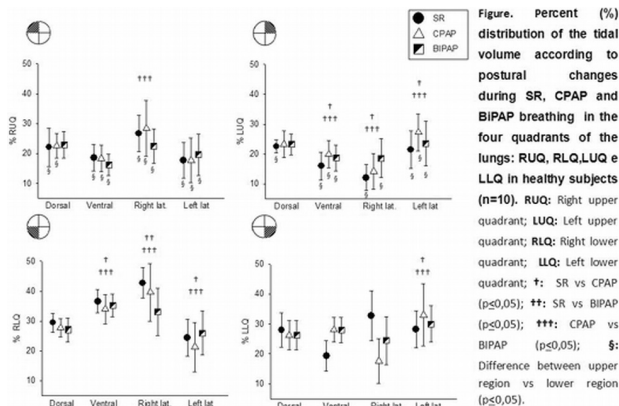 SR
CPAP
BIPAP
50
40
30
20
10
% RUQ
†††
§ § § § § § § § § § § §
Dorsal Ventral Right lat. Left lat
50
40
30
20
10
% LUQ
†
†††
†
†††
†
†††
§ § § § § § § § §
Dorsal Ventral Right lat. Left lat
50
40
30
20
10
% RLQ
†
†††
††
†††
†
†††
Dorsal Ventral Right lat. Left lat
50
40
30
20
10
% LLQ
†
†††
Dorsal Ventral Right lat. Left lat
Figure. Percent (%)
distribution of the tidal
volume according to
postural changes
during SR, CPAP and
BiPAP breathing in the
four quadrants of the
lungs: RUQ, RLQ,LUQ e
LLQ in healthy subjects
(n=10). RUQ: Right upper
quadrant; LUQ: Left upper
quadrant; RLQ: Right lower
quadrant; LLQ: Left lower
quadrant; †: SR vs CPAP
(p≤0,05); ††: SR vs BIPAP
(p≤0,05); †††: CPAP vs
BIPAP (p≤0,05); §:
Difference between upper
region vs lower region
(p≤0,05).